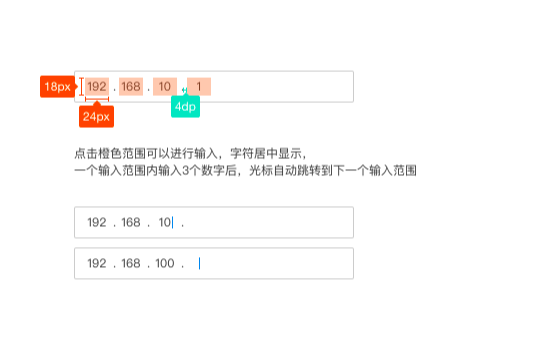 18px
192 . 168 . 10 . 1
4dp
24px
点击橙色范围可以进行输入，字符居中显示，
一个输入范围内输入3个数字后，光标自动跳转到下一个输入范围
192 . 168 . 10 .
192 . 168 . 100 .